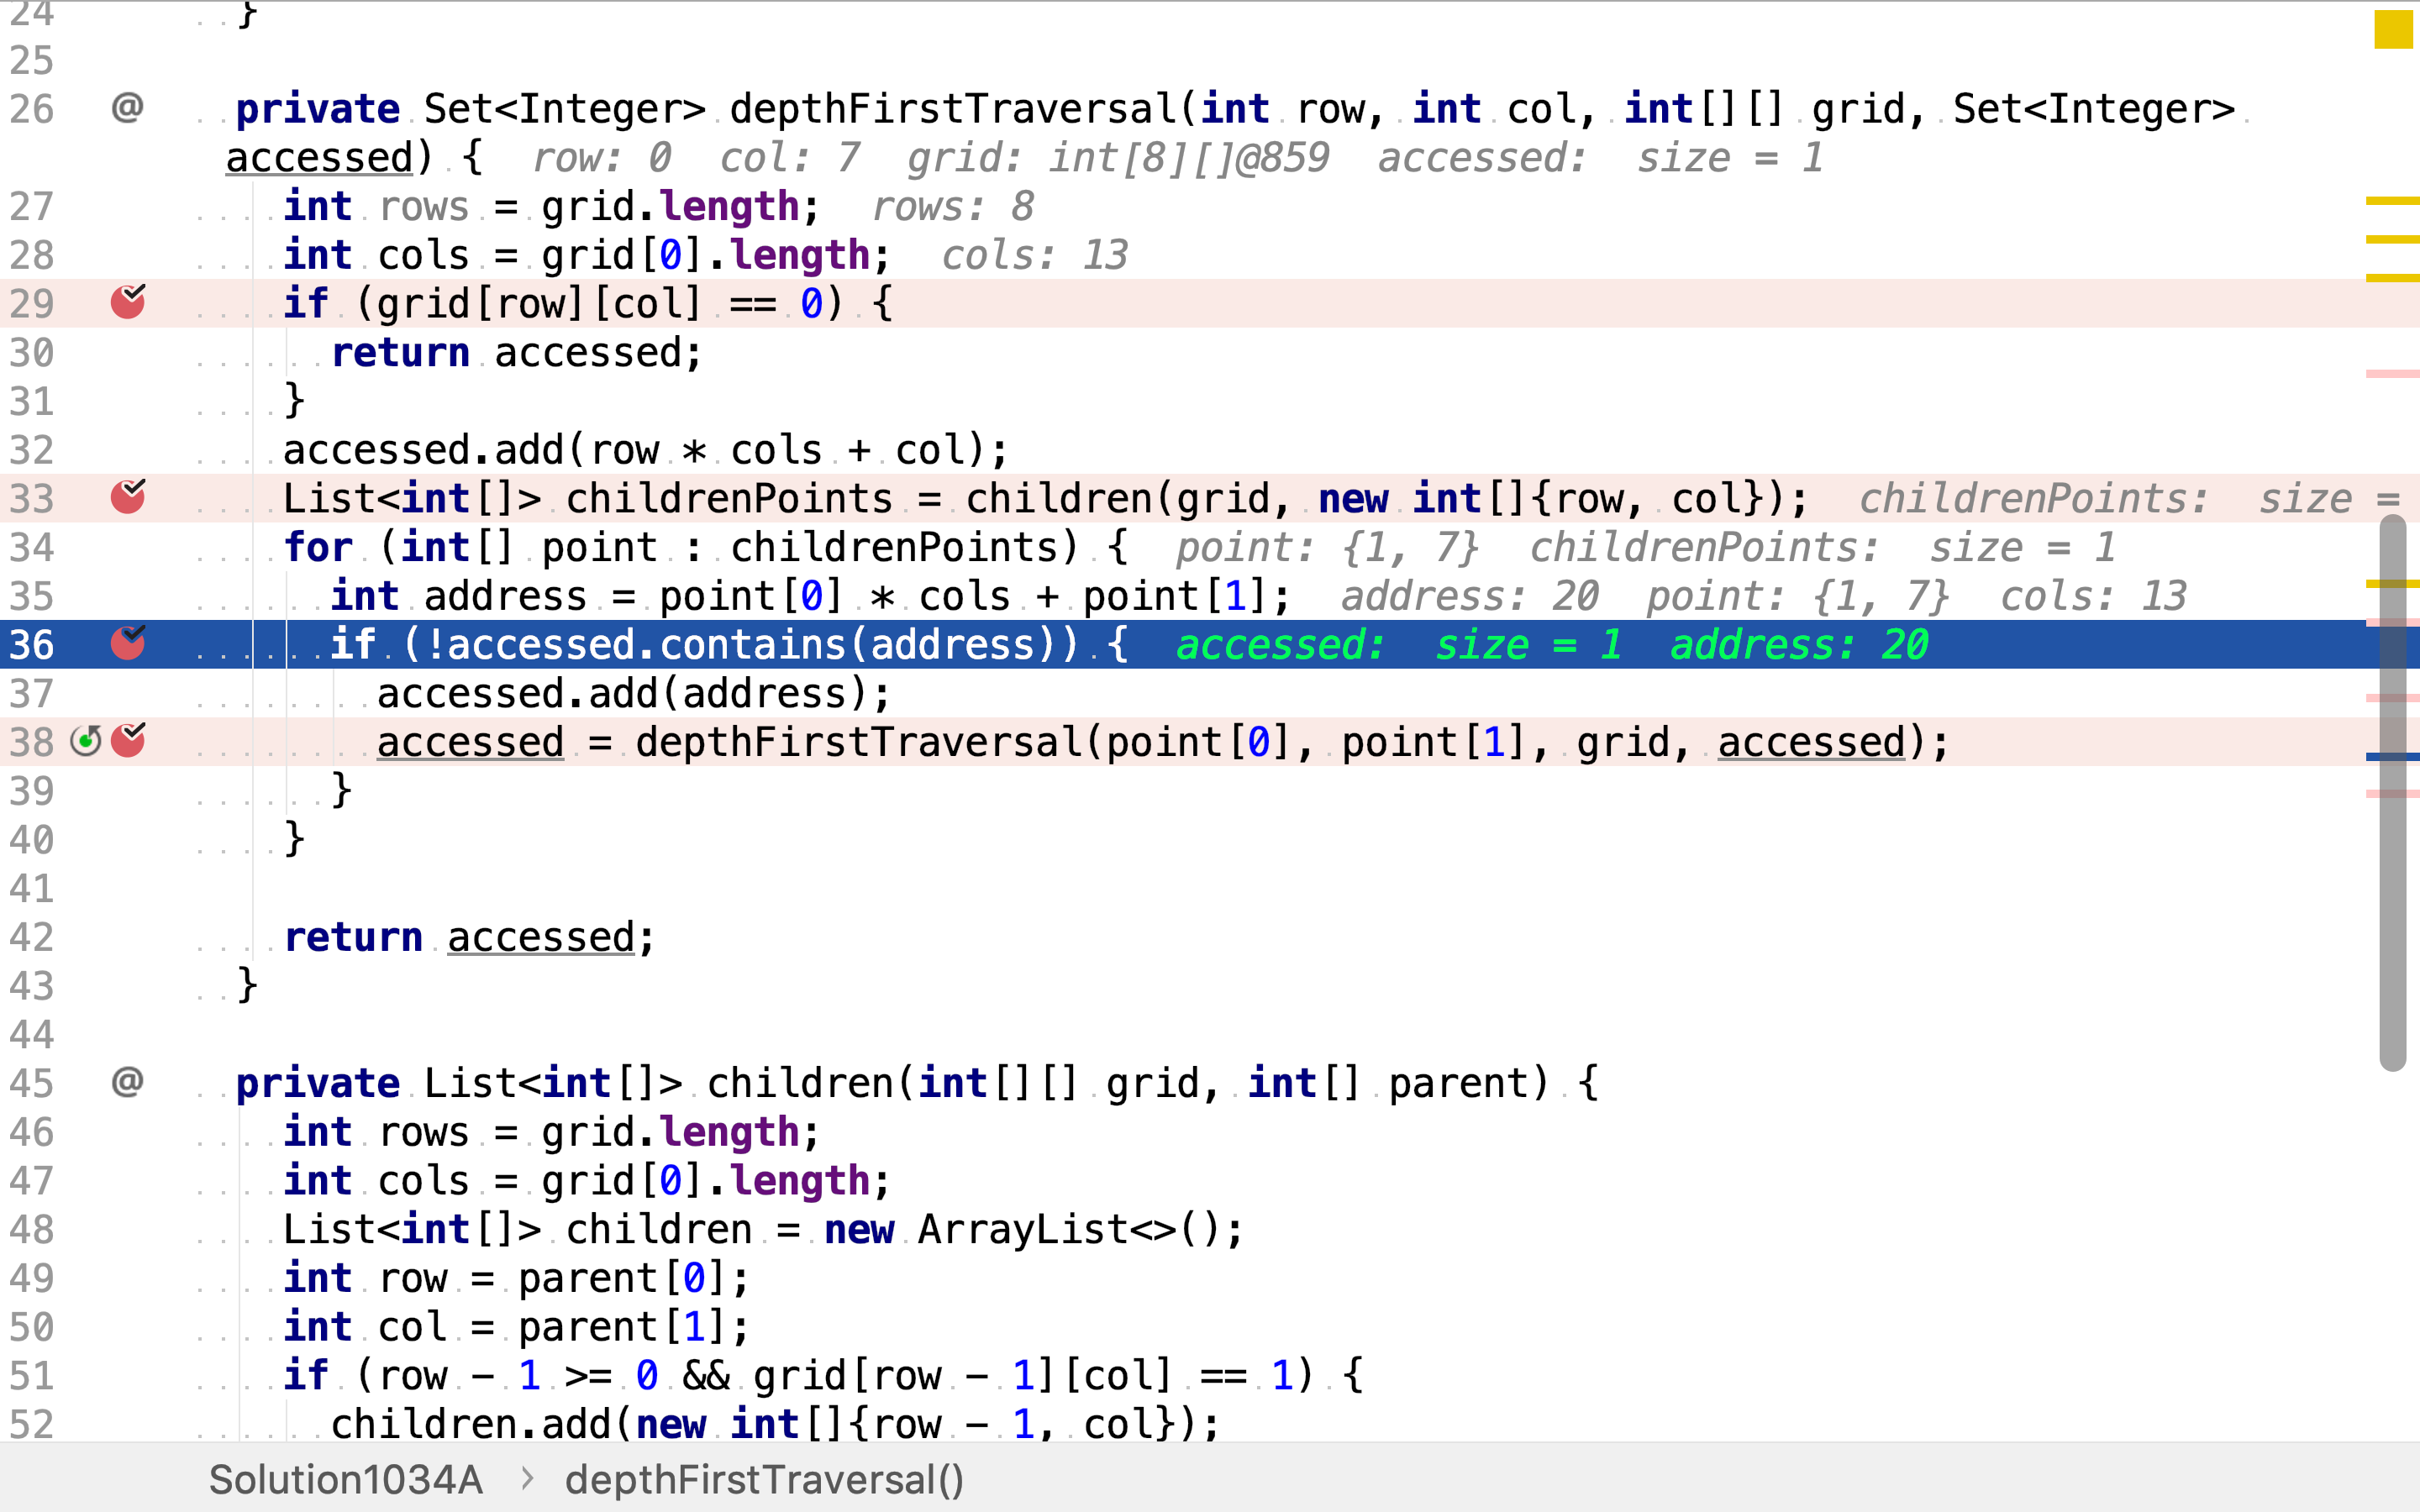 24 }
25
26 @ private Set<Integer> depthFirstTraversal(int row, int col, int[][] grid, Set<Integer>
accessed) { row: 0 col: 7 grid: int[8][]@859 accessed: size = 1
27 int rows = grid.length; rows: 8
28 int cols = grid[0].length; cols: 13
29 if (grid[row][col] == 0) {
30 return accessed;
31 }
32 accessed.add(row * cols + col);
33 List<int[]> childrenPoints = children(grid, new int[]{row, col}); childrenPoints: size =
34 for (int[] point : childrenPoints) { point: {1, 7} childrenPoints: size = 1
35 int address = point[0] * cols + point[1]; address: 20 point: {1, 7} cols: 13
36 if (!accessed.contains(address)) { accessed: size = 1 address: 20
37 accessed.add(address);
38 accessed = depthFirstTraversal(point[0], point[1], grid, accessed);
39 }
40 }
41
42 return accessed;
43 }
44
45 @ private List<int[]> children(int[][] grid, int[] parent) {
46 int rows = grid.length;
47 int cols = grid[0].length;
48 List<int[]> children = new ArrayList<>();
49 int row = parent[0];
50 int col = parent[1];
51 if (row - 1 >= 0 && grid[row - 1][col] == 1) {
52 children.add(new int[]{row - 1, col});
Solution1034A > depthFirstTraversal()